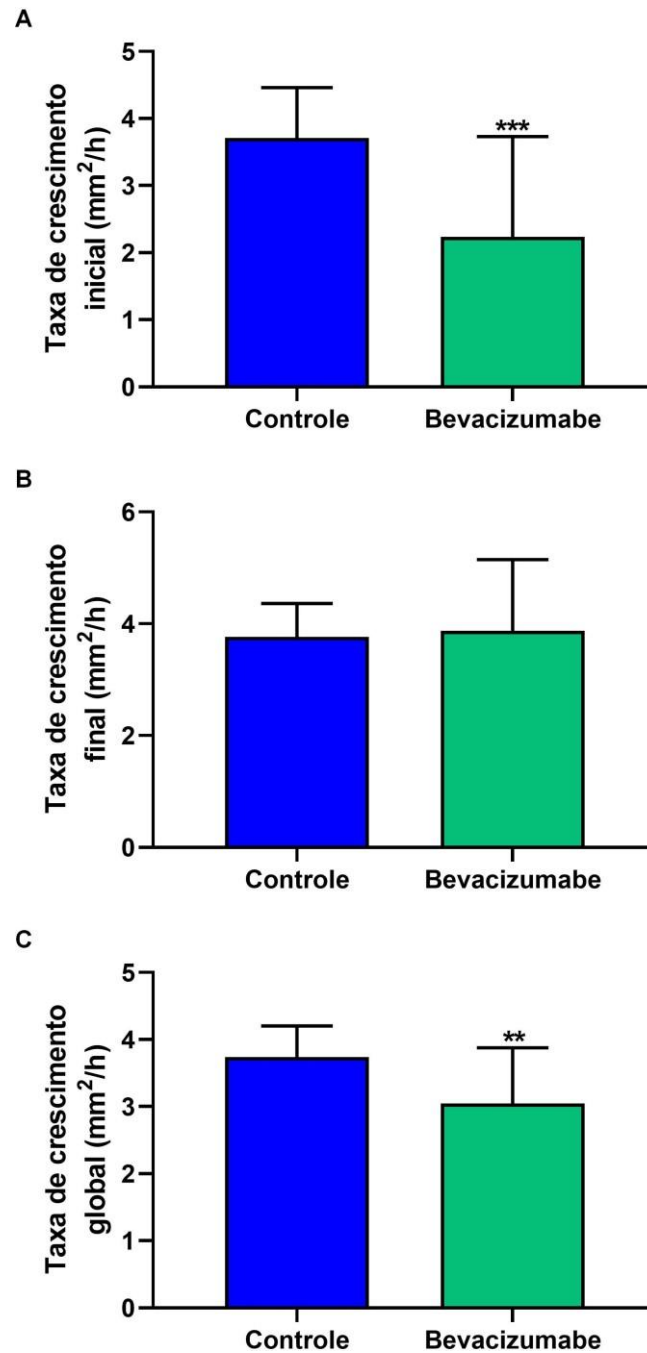 A
Taxa de crescimento
inicial (mm²/h)
5
4
3
2
1
0
***
Controle
Bevacizumabe
B
Taxa de crescimento
final (mm²/h)
6
4
2
0
Controle
Bevacizumabe
C
Taxa de crescimento
global (mm²/h)
5
4
3
2
1
0
**
Controle
Bevacizumabe